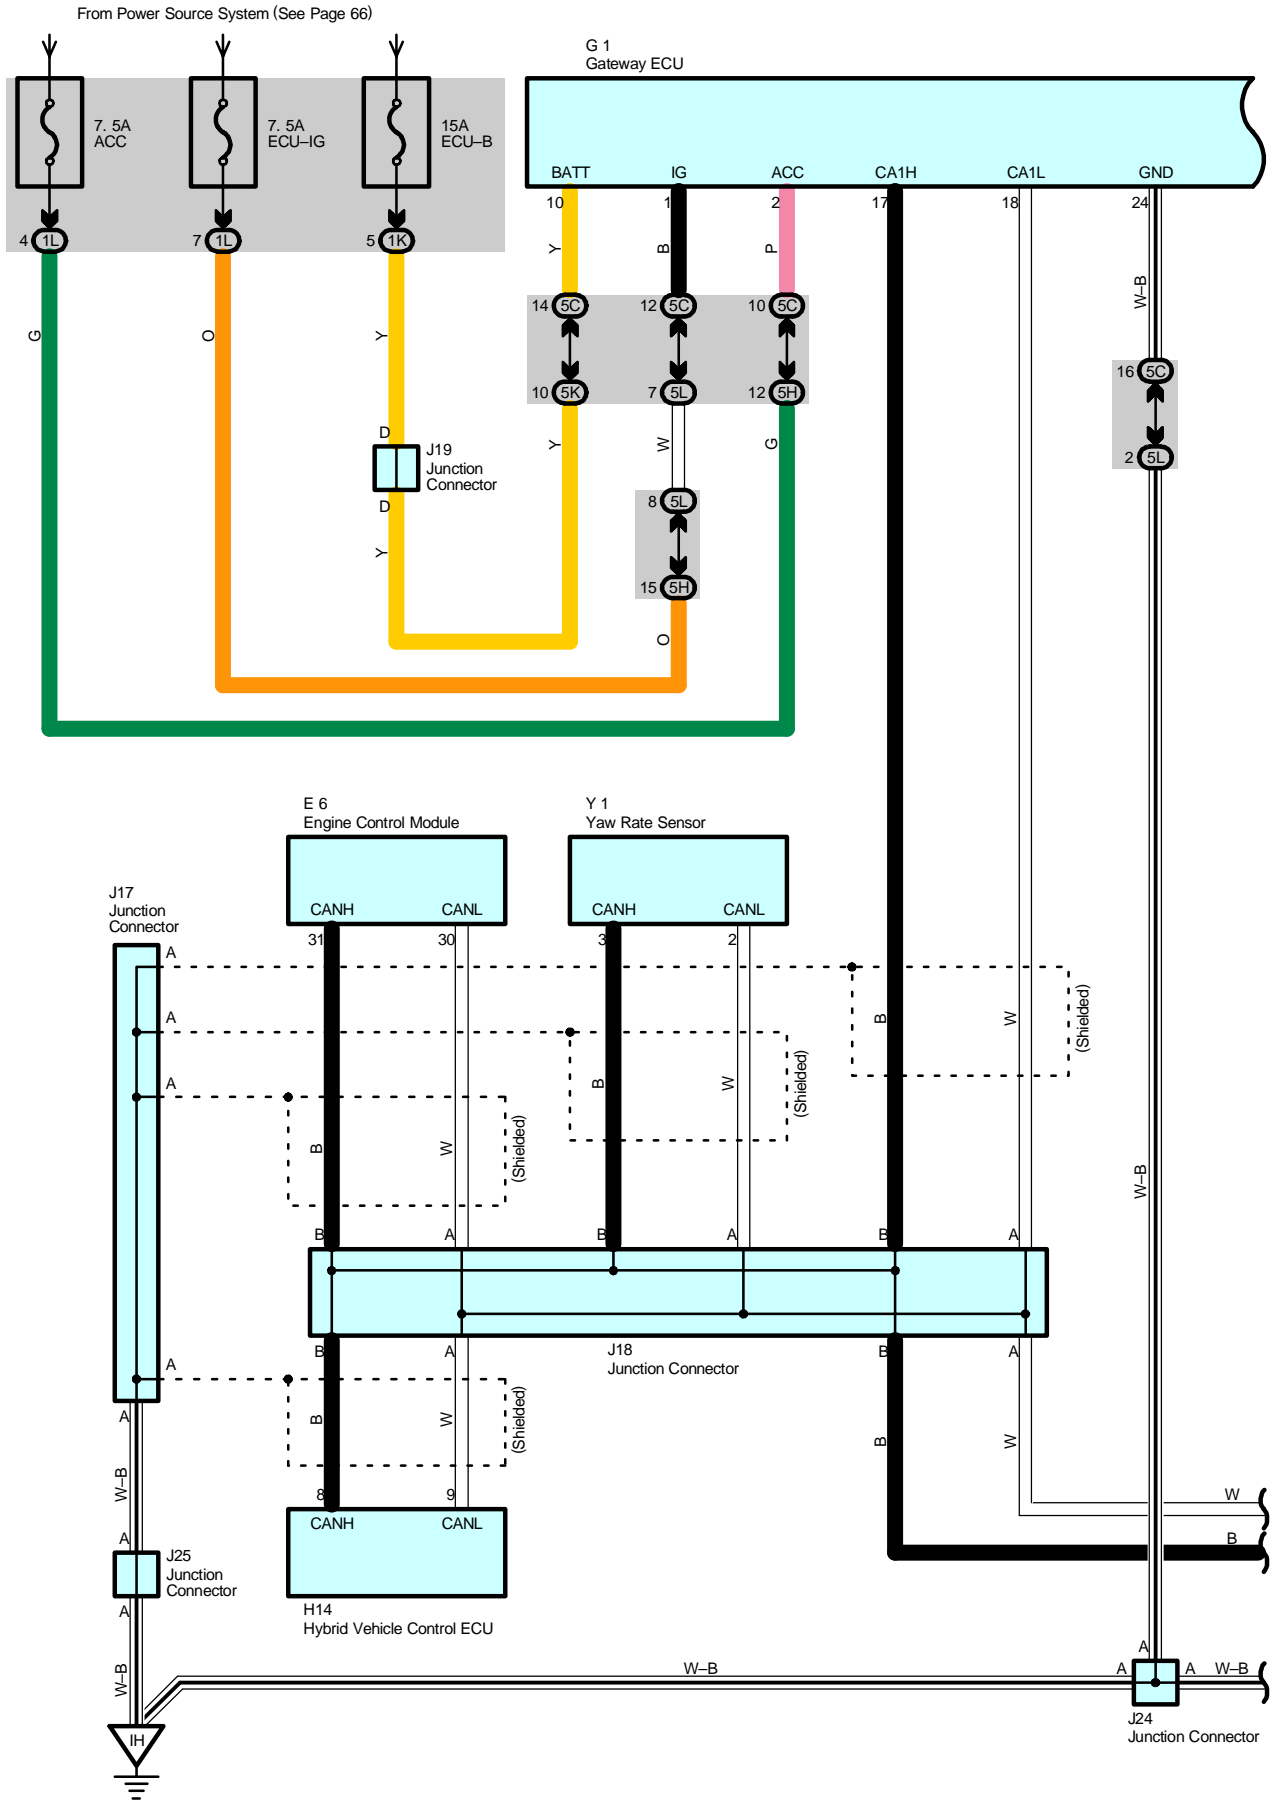 From Power Source System (See Page 66)
G 1
Gateway ECU
7. 5A
ACC
7. 5A
ECU–IG
15A
ECU–B
BATT IG ACC CA1H CA1L GND
10 1 2 17 18 24
4 1L
7 1L
5 1K
Y B P W–B
14 5C
12 5C
10 5C
G O Y
16 5C
10 5K
7 5L
12 5H
D
J19
Junction
Connector
Y W G
2 5L
D
8 5L
Y
15 5H
O
E 6
Engine Control Module
Y 1
Yaw Rate Sensor
J17
Junction
Connector
CANH CANL
CANH CANL
31 30 3 2
A
A
A
B W (Shielded)
B W (Shielded)
B W (Shielded)
W–B
B A B A B A
J18
Junction Connector
B A B A
A
B W (Shielded)
B W
A
W–B
8 9
W
B
CANH CANL
A
J25
Junction
Connector
A
H14
Hybrid Vehicle Control ECU
W–B
W–B
A
A A W–B
J24
Junction Connector
IH